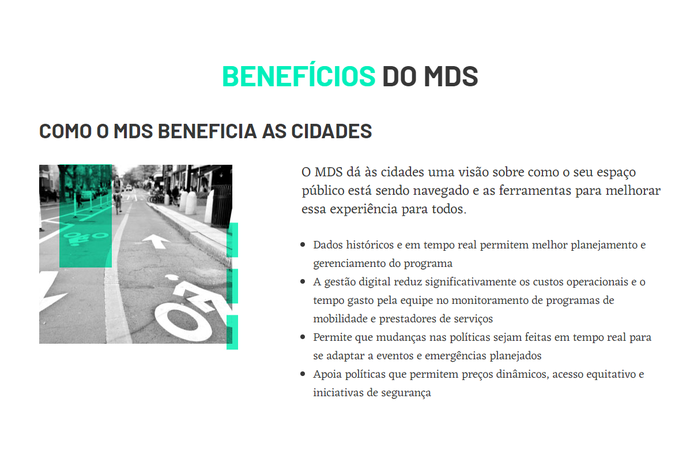 BENEFÍCIOS DO MDS
COMO O MDS BENEFICIA AS CIDADES
O MDS dá às cidades uma visão sobre como o seu espaço
público está sendo navegado e as ferramentas para melhorar
essa experiência para todos.
Dados históricos e em tempo real permitem melhor planejamento e
gerenciamento do programa
A gestão digital reduz significativamente os custos operacionais e o
tempo gasto pela equipe no monitoramento de programas de
mobilidade e prestadores de serviços
Permite que mudanças nas políticas sejam feitas em tempo real para
se adaptar a eventos e emergências planejados
Apoia políticas que permitem preços dinâmicos, acesso equitativo e
iniciativas de segurança